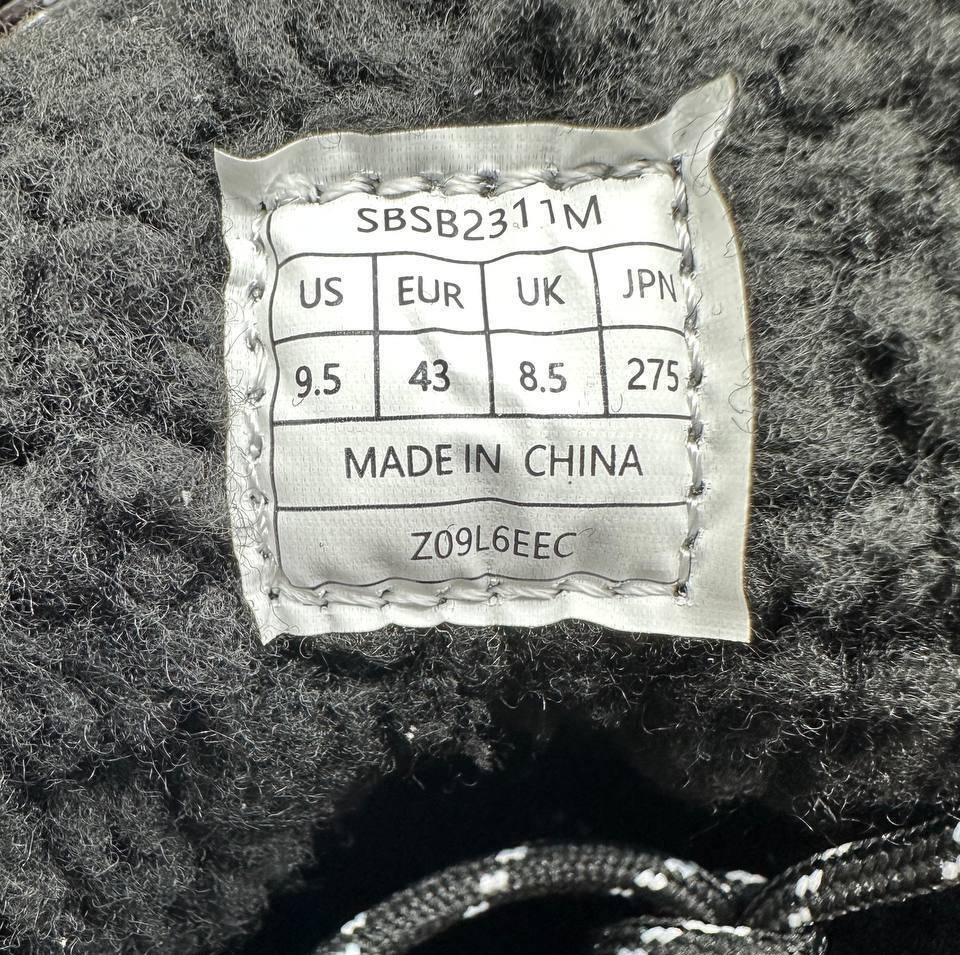 SBSB2311M
US EUR UK JPN
9.5 43 8.5 275
MADE IN CHINA
Z09L6EEC